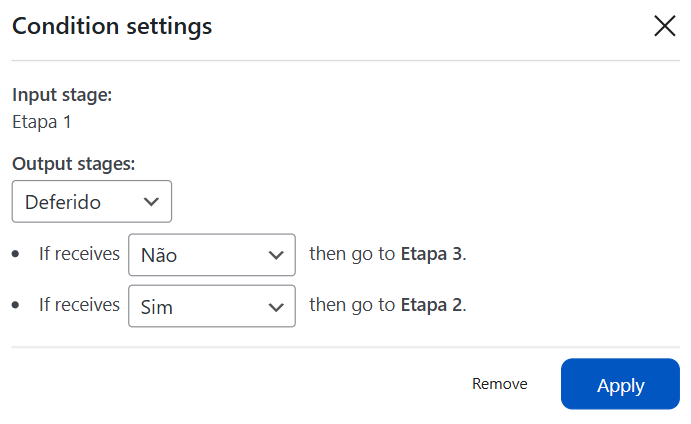 Condition settings
Input stage:
Etapa 1
Output stages:
Deferido
If receives Não then go to Etapa 3.
If receives Sim then go to Etapa 2.
Remove Apply